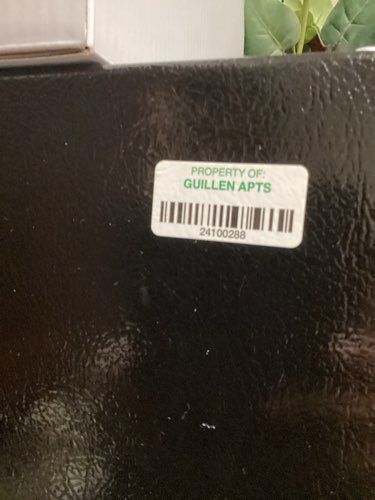 PROPERTY OF:
GUILLEN APTS
24100288